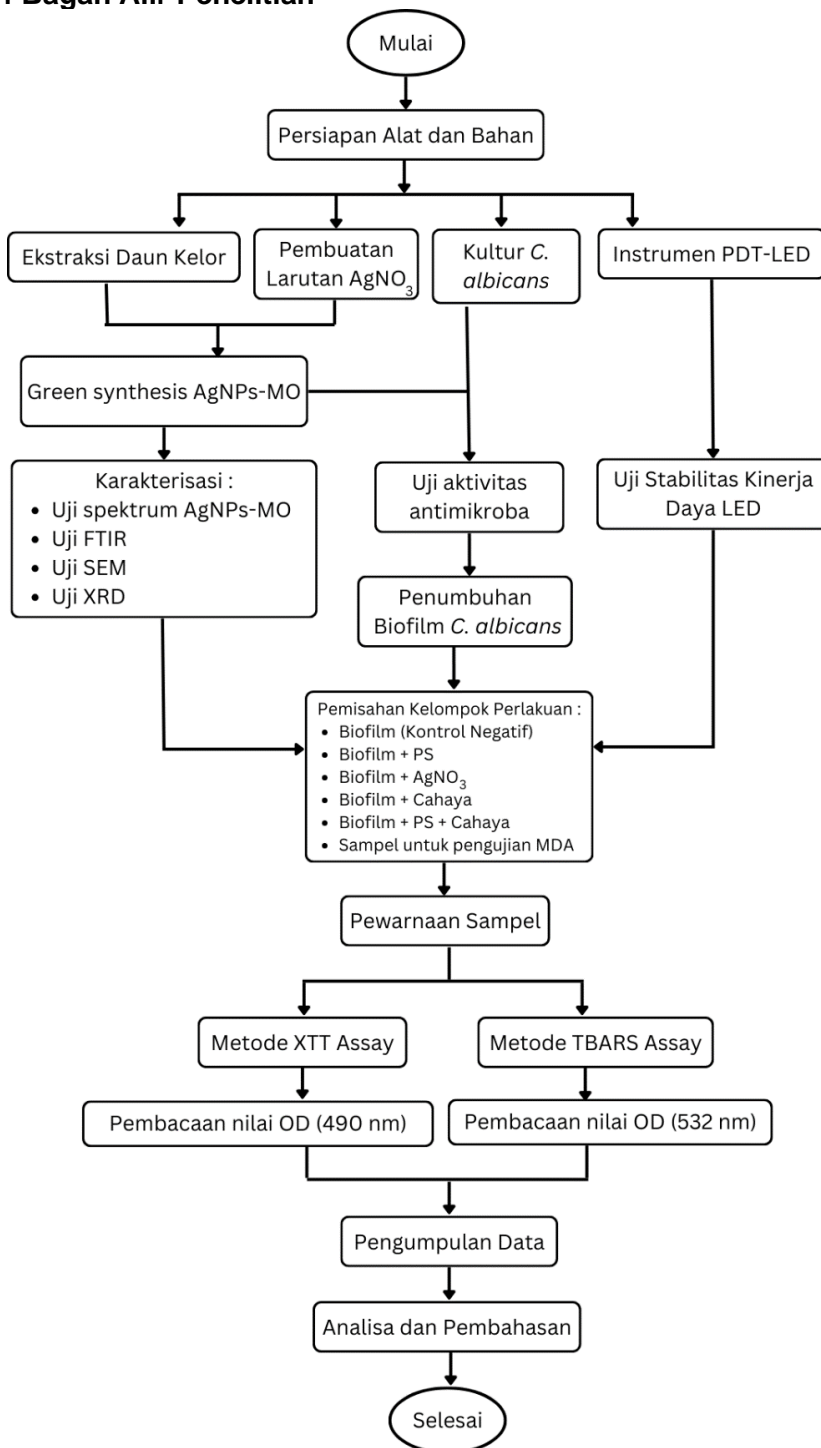 Bagan Alir Penelitian
Mulai
Persiapan Alat dan Bahan
Ekstraksi Daun Kelor
Pembuatan
Larutan AgNO₃
Kultur C.
albicans
Instrumen PDT-LED
Green synthesis AgNPs-MO
Karakterisasi :
• Uji spektrum AgNPs-MO
• Uji FTIR
• Uji SEM
• Uji XRD
Uji aktivitas
antimikroba
Uji Stabilitas Kinerja
Daya LED
Penumbuhan
Biofilm C. albicans
Pemisahan Kelompok Perlakuan :
• Biofilm (Kontrol Negatif)
• Biofilm + PS
• Biofilm + AgNO₃
• Biofilm + Cahaya
• Biofilm + PS + Cahaya
• Sampel untuk pengujian MDA
Pewarnaan Sampel
Metode XTT Assay
Metode TBARS Assay
Pembacaan nilai OD (490 nm)
Pembacaan nilai OD (532 nm)
Pengumpulan Data
Analisa dan Pembahasan
Selesai